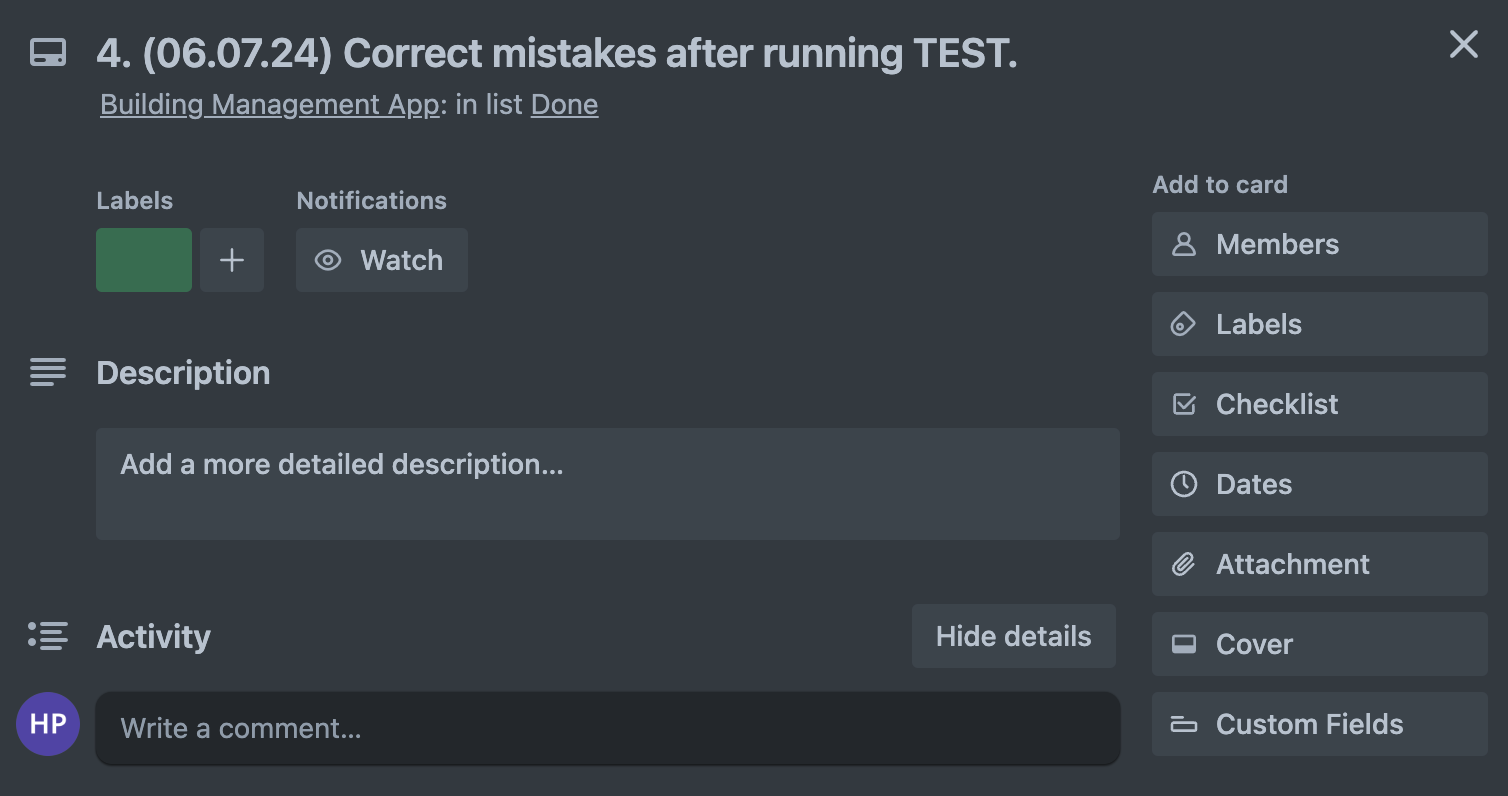 4. (06.07.24) Correct mistakes after running TEST.
Building Management App: in list Done
Labels
Notifications
Watch
Description
Add a more detailed description...
Activity
Hide details
HP
Write a comment...
Add to card
Members
Labels
Checklist
Dates
Attachment
Cover
Custom Fields